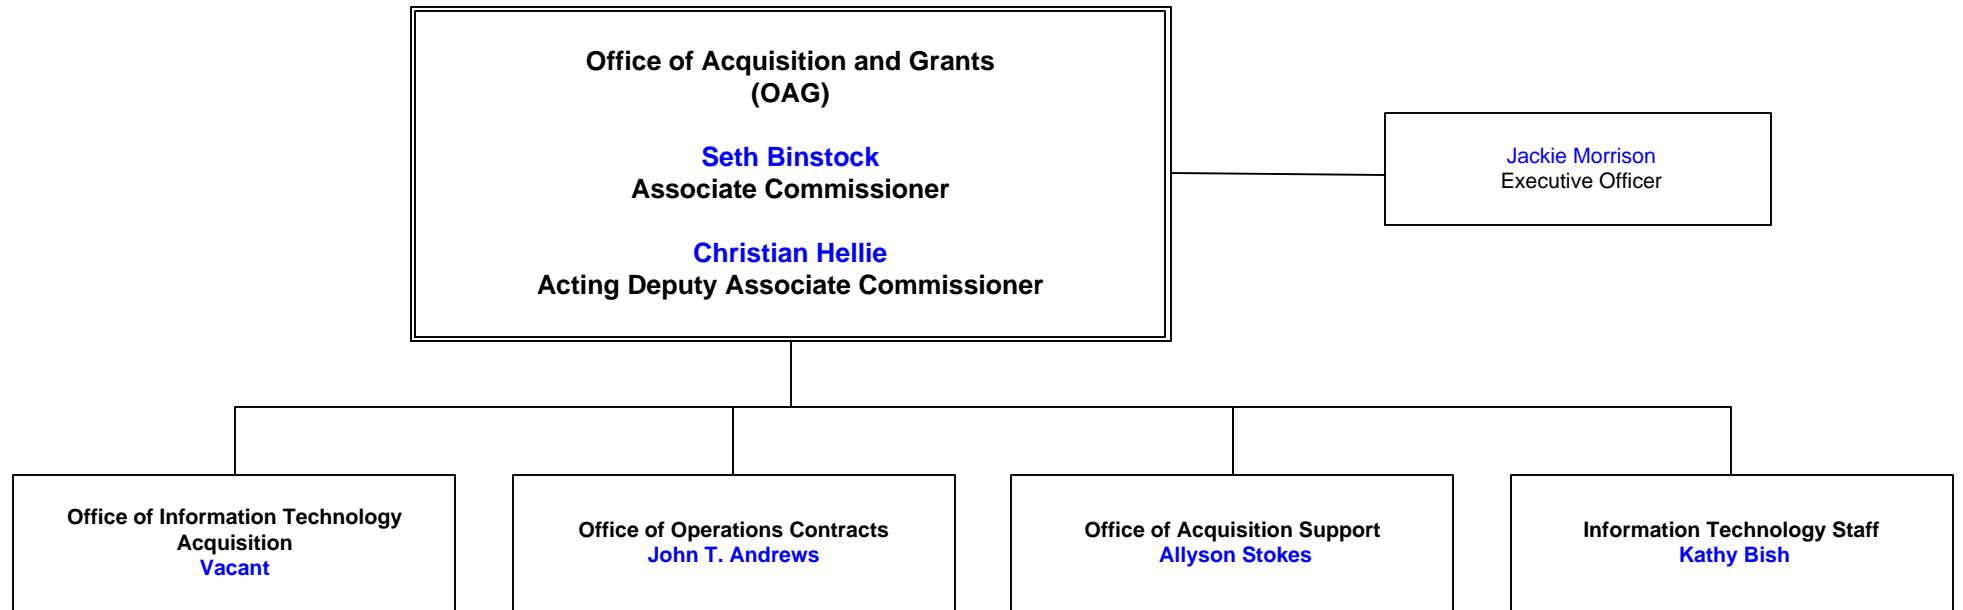 Office of Acquisition and Grants
(OAG)
Seth Binstock
Associate Commissioner
Christian Hellie
Acting Deputy Associate Commissioner
Jackie Morrison
Executive Officer
Office of Information Technology
Acquisition
Vacant
Office of Operations Contracts
John T. Andrews
Office of Acquisition Support
Allyson Stokes
Information Technology Staff
Kathy Bish